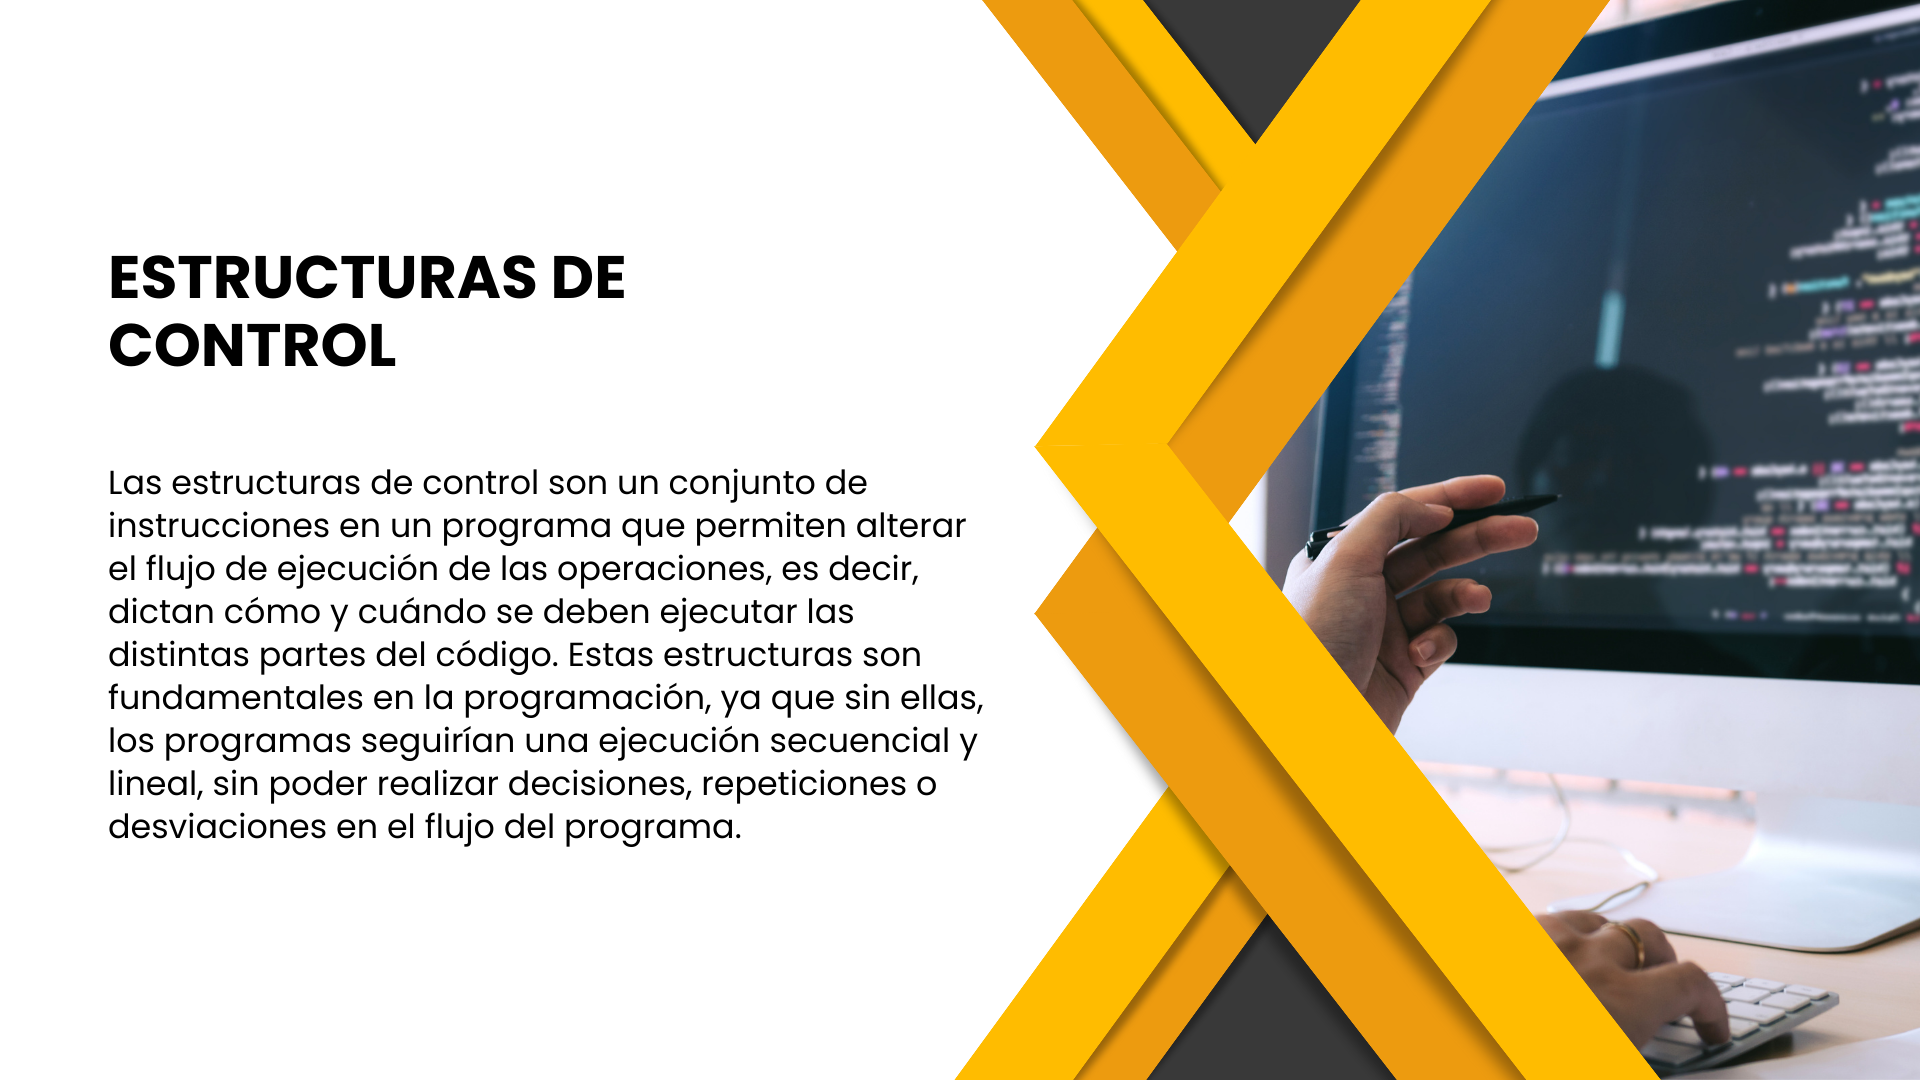 ESTRUCTURAS DE
CONTROL
Las estructuras de control son un conjunto de
instrucciones en un programa que permiten alterar
el flujo de ejecución de las operaciones, es decir,
dictan cómo y cuándo se deben ejecutar las
distintas partes del código. Estas estructuras son
fundamentales en la programación, ya que sin ellas,
los programas seguirían una ejecución secuencial y
lineal, sin poder realizar decisiones, repeticiones o
desviaciones en el flujo del programa.